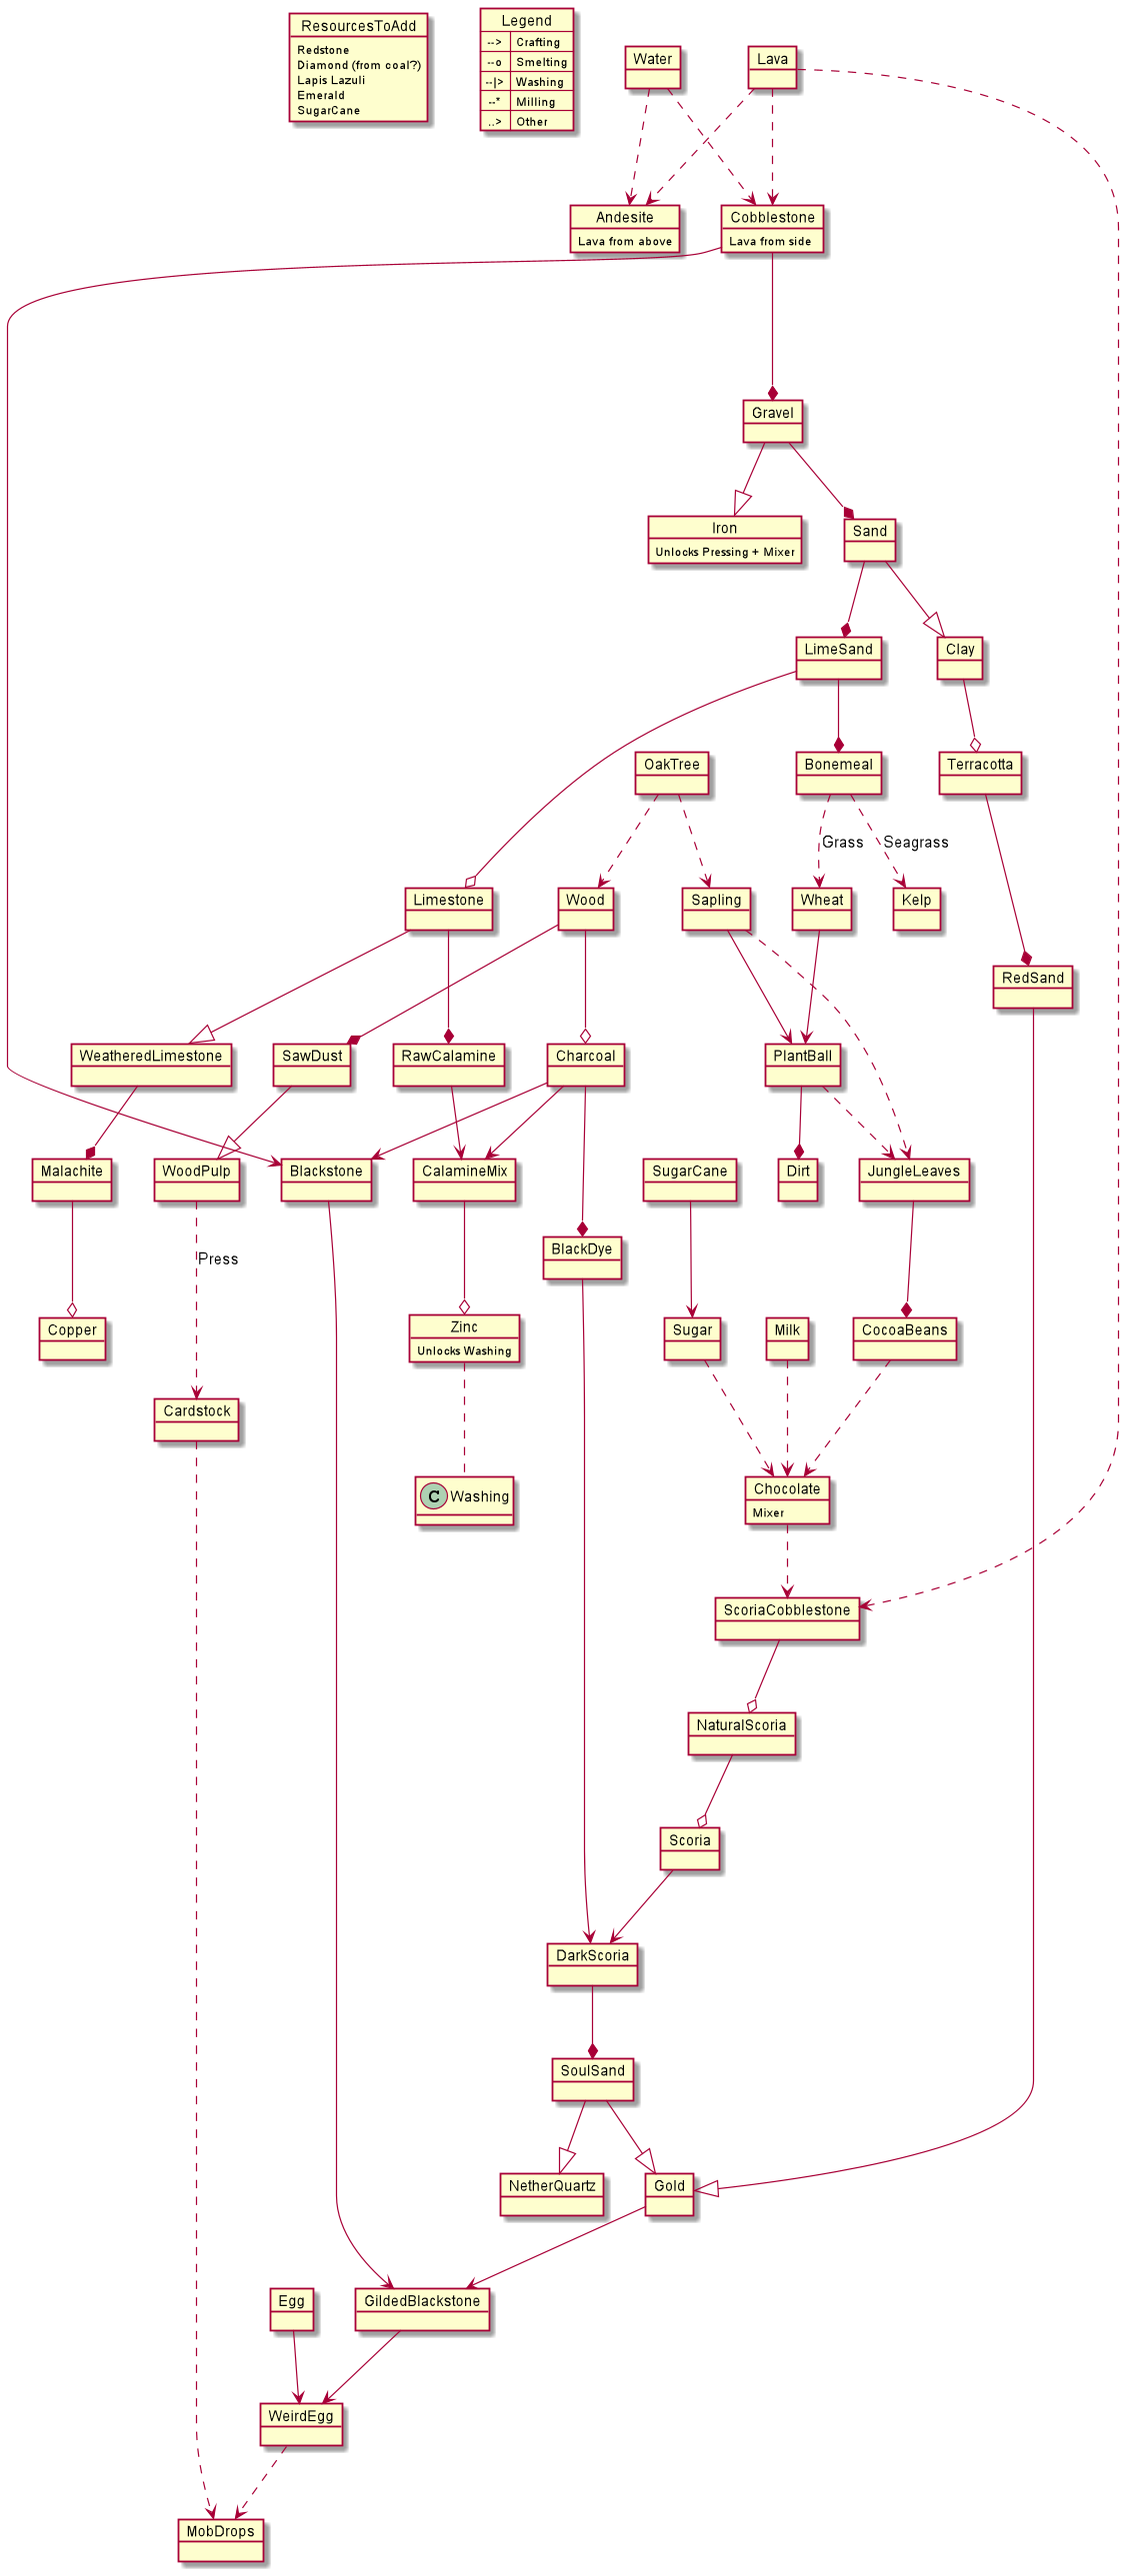 ResourcesToAdd
Redstone
Diamond (from coal?)
Lapis Lazuli
Emerald
SugarCane
Legend
--> Crafting
--o Smelting
--|> Washing
--* Milling
..> Other
Water
Lava
Andesite
Lava from above
Cobblestone
Lava from side
Gravel
Iron
Unlocks Pressing + Mixer
Sand
LimeSand
Clay
OakTree
Bonemeal
Terracotta
Grass
Seagrass
Limestone
Wood
Sapling
Wheat
Kelp
RedSand
WeatheredLimestone
SawDust
RawCalamine
Charcoal
PlantBall
Malachite
WoodPulp
Blackstone
CalamineMix
SugarCane
Dirt
JungleLeaves
Press
BlackDye
Copper
Zinc
Unlocks Washing
Sugar
Milk
CocoaBeans
Cardstock
C Washing
Chocolate
Mixer
ScoriaCobblestone
NaturalScoria
Scoria
DarkScoria
SoulSand
NetherQuartz
Gold
Egg
GildedBlackstone
WeirdEgg
MobDrops